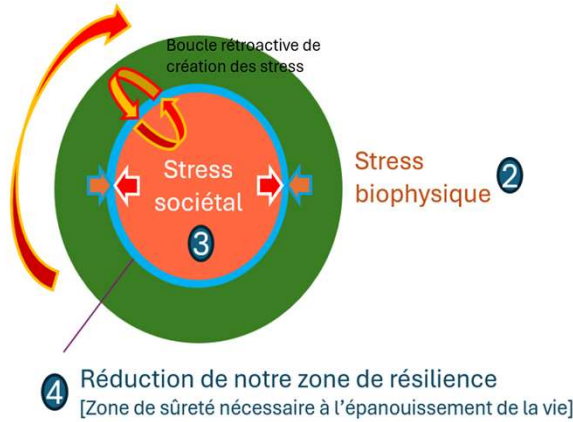 Boucle rétroactive de
création des stress
Stress
sociétal
3
Stress
biophysique
2
4
Réduction de notre zone de résilience
[Zone de sûreté nécessaire à l'épanouissement de la vie]